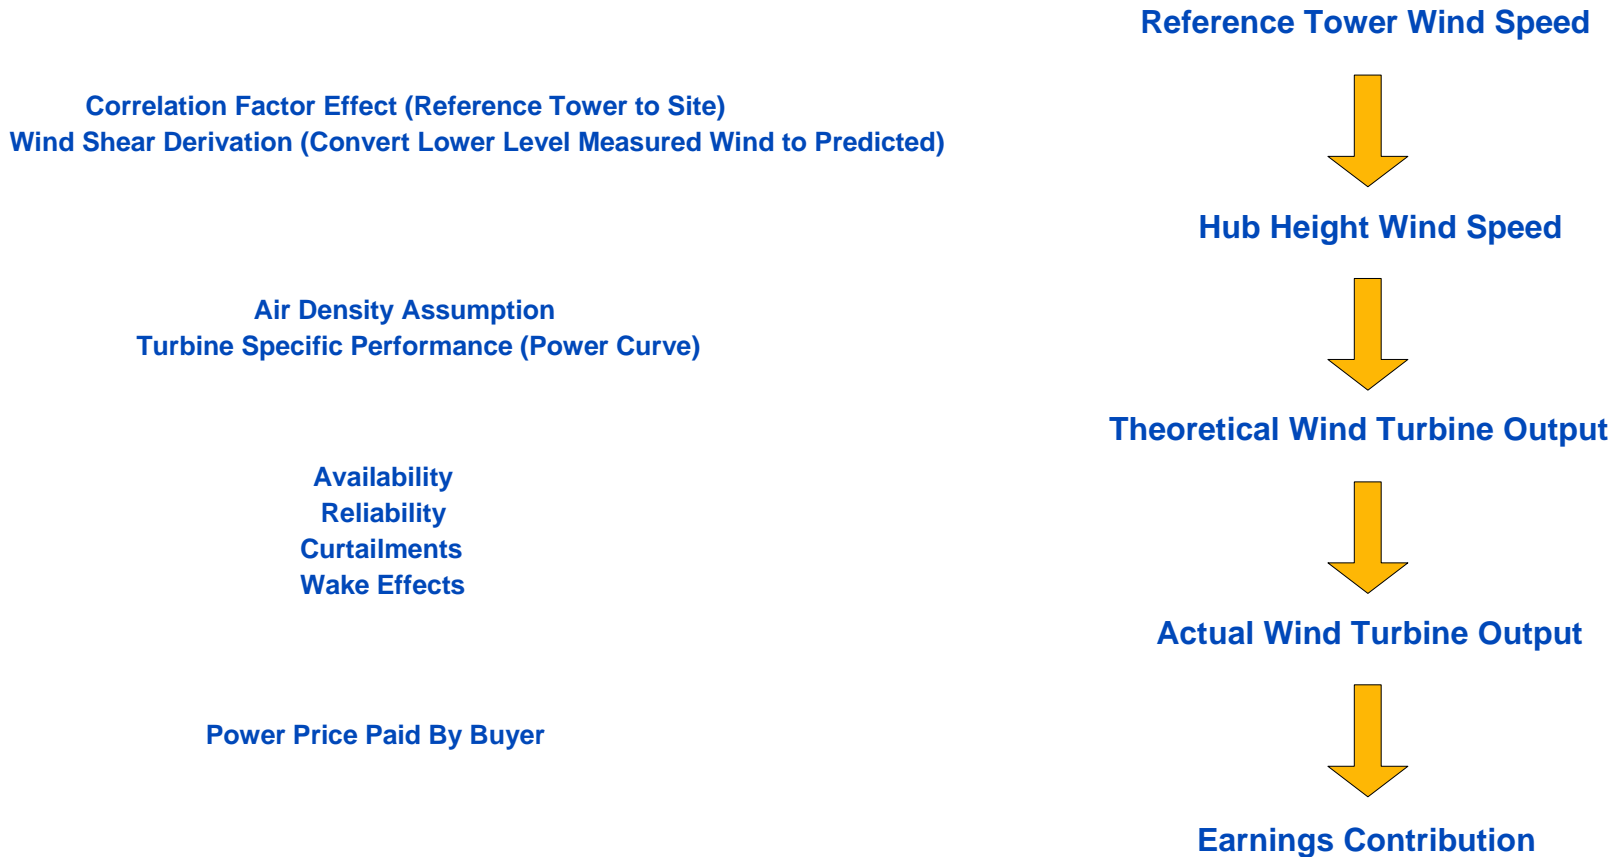 Reference Tower Wind Speed
Correlation Factor Effect (Reference Tower to Site)
Wind Shear Derivation (Convert Lower Level Measured Wind to Predicted)
Hub Height Wind Speed
Air Density Assumption
Turbine Specific Performance (Power Curve)
Theoretical Wind Turbine Output
Availability
Reliability
Curtailments
Wake Effects
Actual Wind Turbine Output
Power Price Paid By Buyer
Earnings Contribution